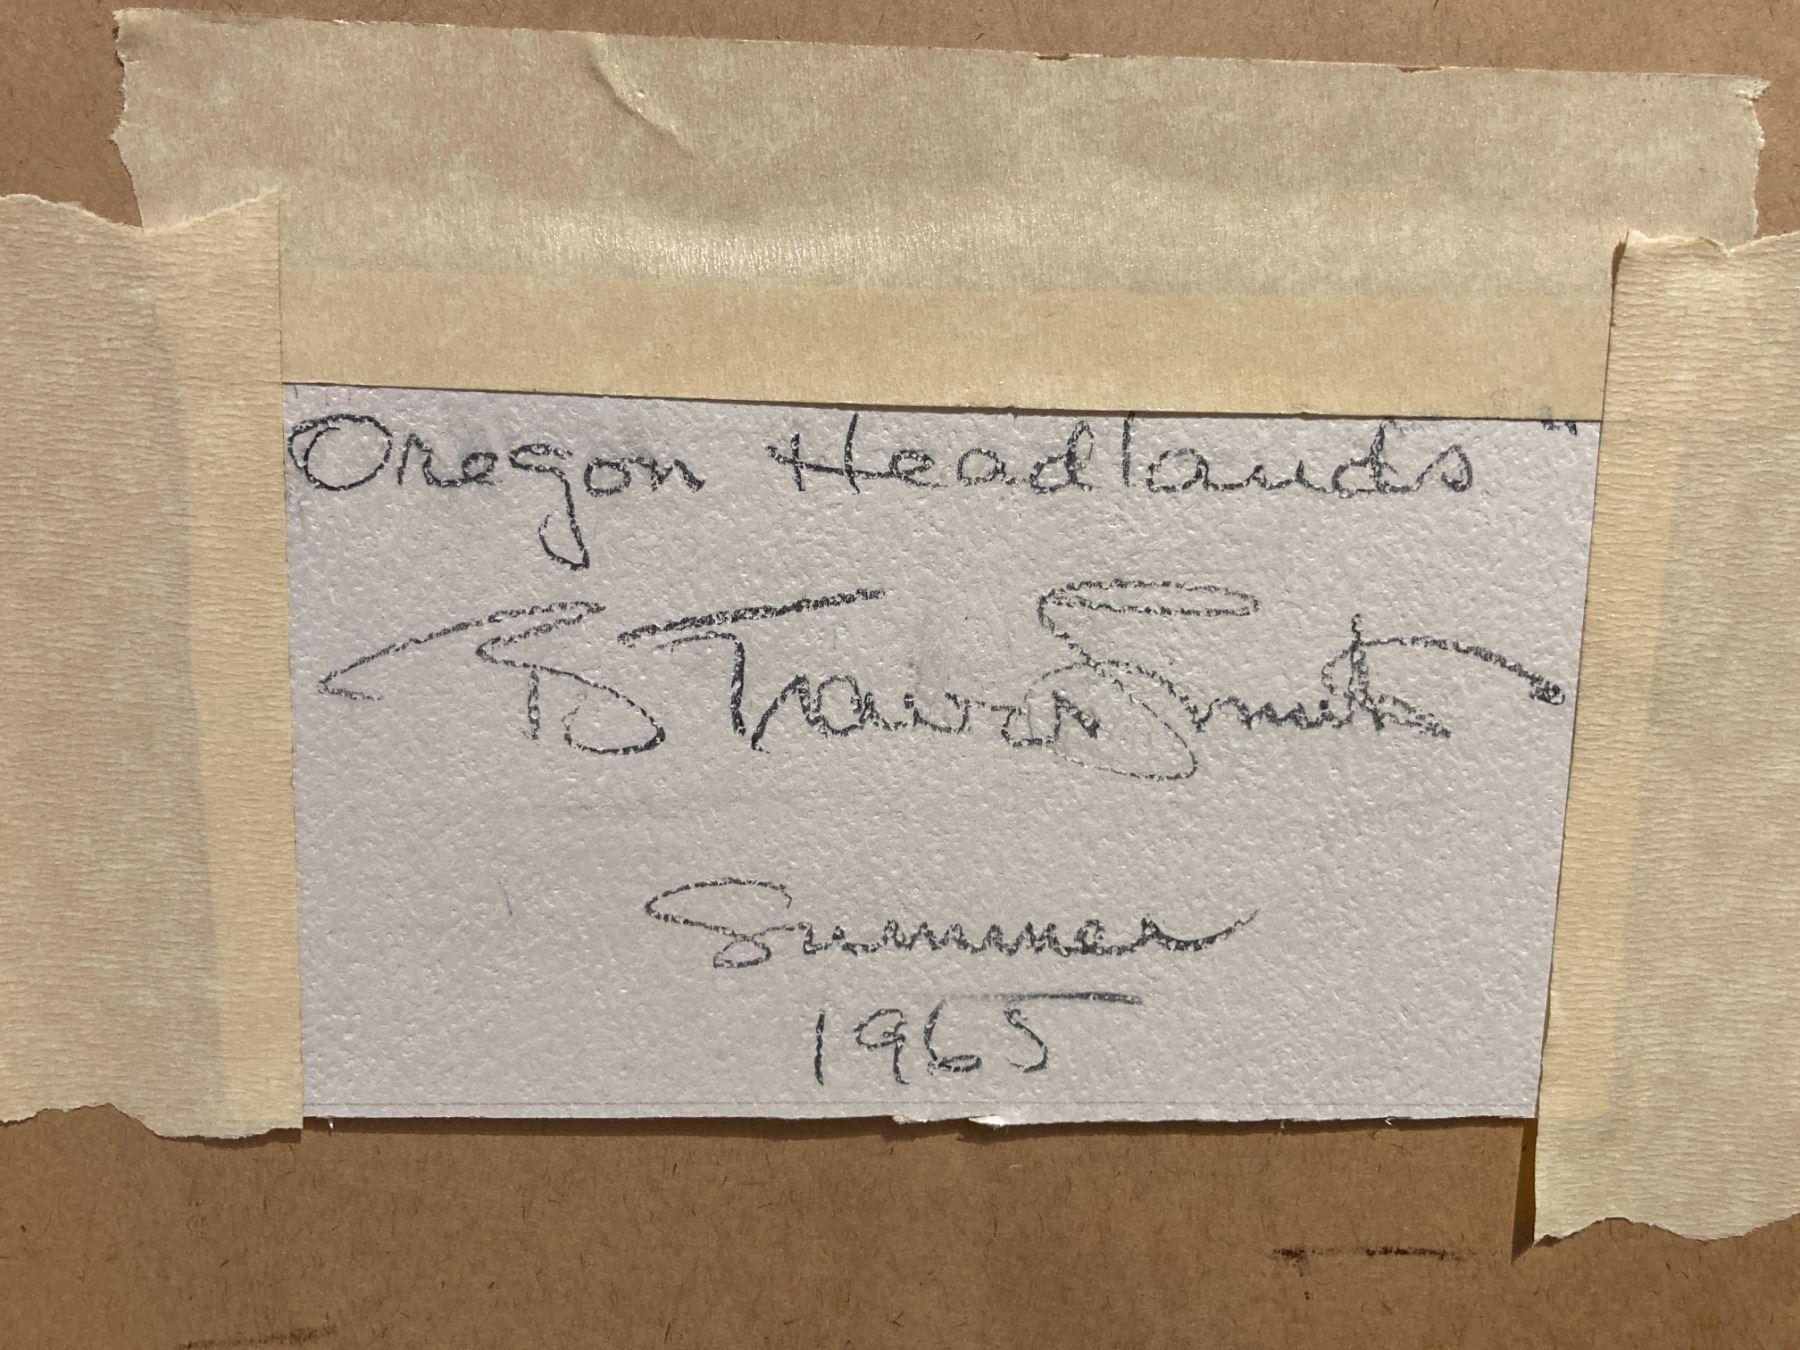 Oregon Headlands"
Smith
Summer
1965